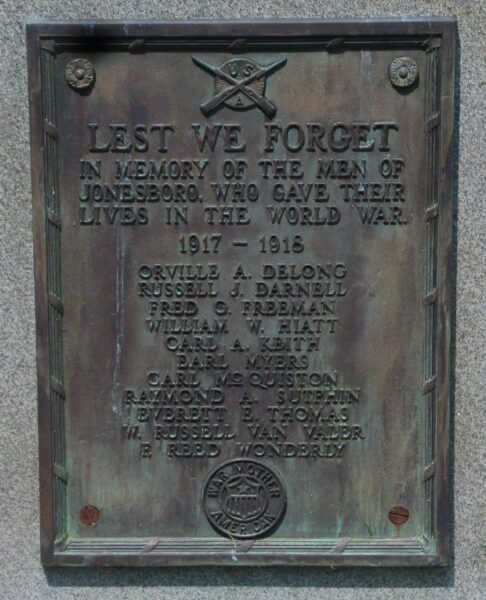 U S
A
LEST WE FORGET
IN MEMORY OF THE MEN OF
JONESBORO, WHO GAVE THEIR
LIVES IN THE WORLD WAR.
1917 – 1918
ORVILLE A. DELONG
RUSSELL J. DARNELL
FRED G. FREEMAN
WILLIAM W. HIATT
CARL A. KEITH
EARL MYERS
CARL McQUISTON
RAYMOND A. SUTPHIN
EVERETT E. THOMAS
W. RUSSELL VAN VALER
F. REED WONDERLY
WAR MOTHER
AMERICAN